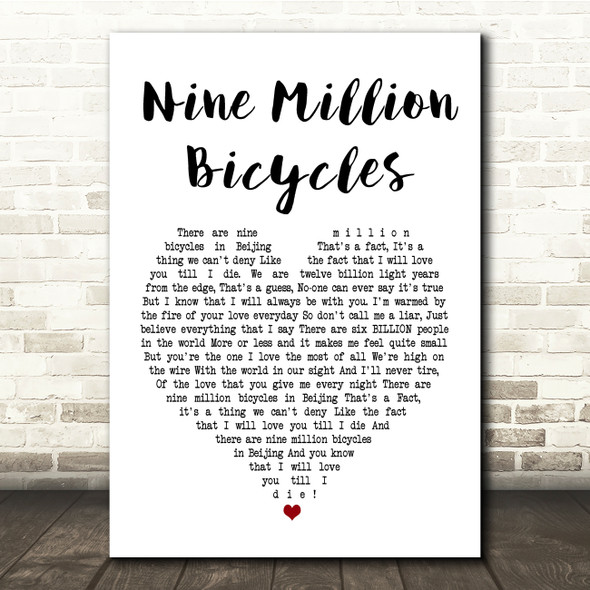 Nine Million
Bicycles
There are nine million
bicycles in Beijing That's a fact, It's a
thing we can't deny Like the fact that I will love
you till I die. We are twelve billion light years
from the edge, That's a guess, No-one can ever say it's true
But I know that I will always be with you. I'm warmed by
the fire of your love everyday So don't call me a liar, Just
believe everything that I say There are six BILLION people
in the world More or less and it makes me feel quite small
But you're the one I love the most of all We're high on
the wire With the world in our sight And I'll never tire,
Of the love that you give me every night There are
nine million bicycles in Beijing That's a Fact,
it's a thing we can't deny Like the fact
that I will love you till I die And
there are nine million bicycles
in Beijing And you know
that I will love
you till I
die!